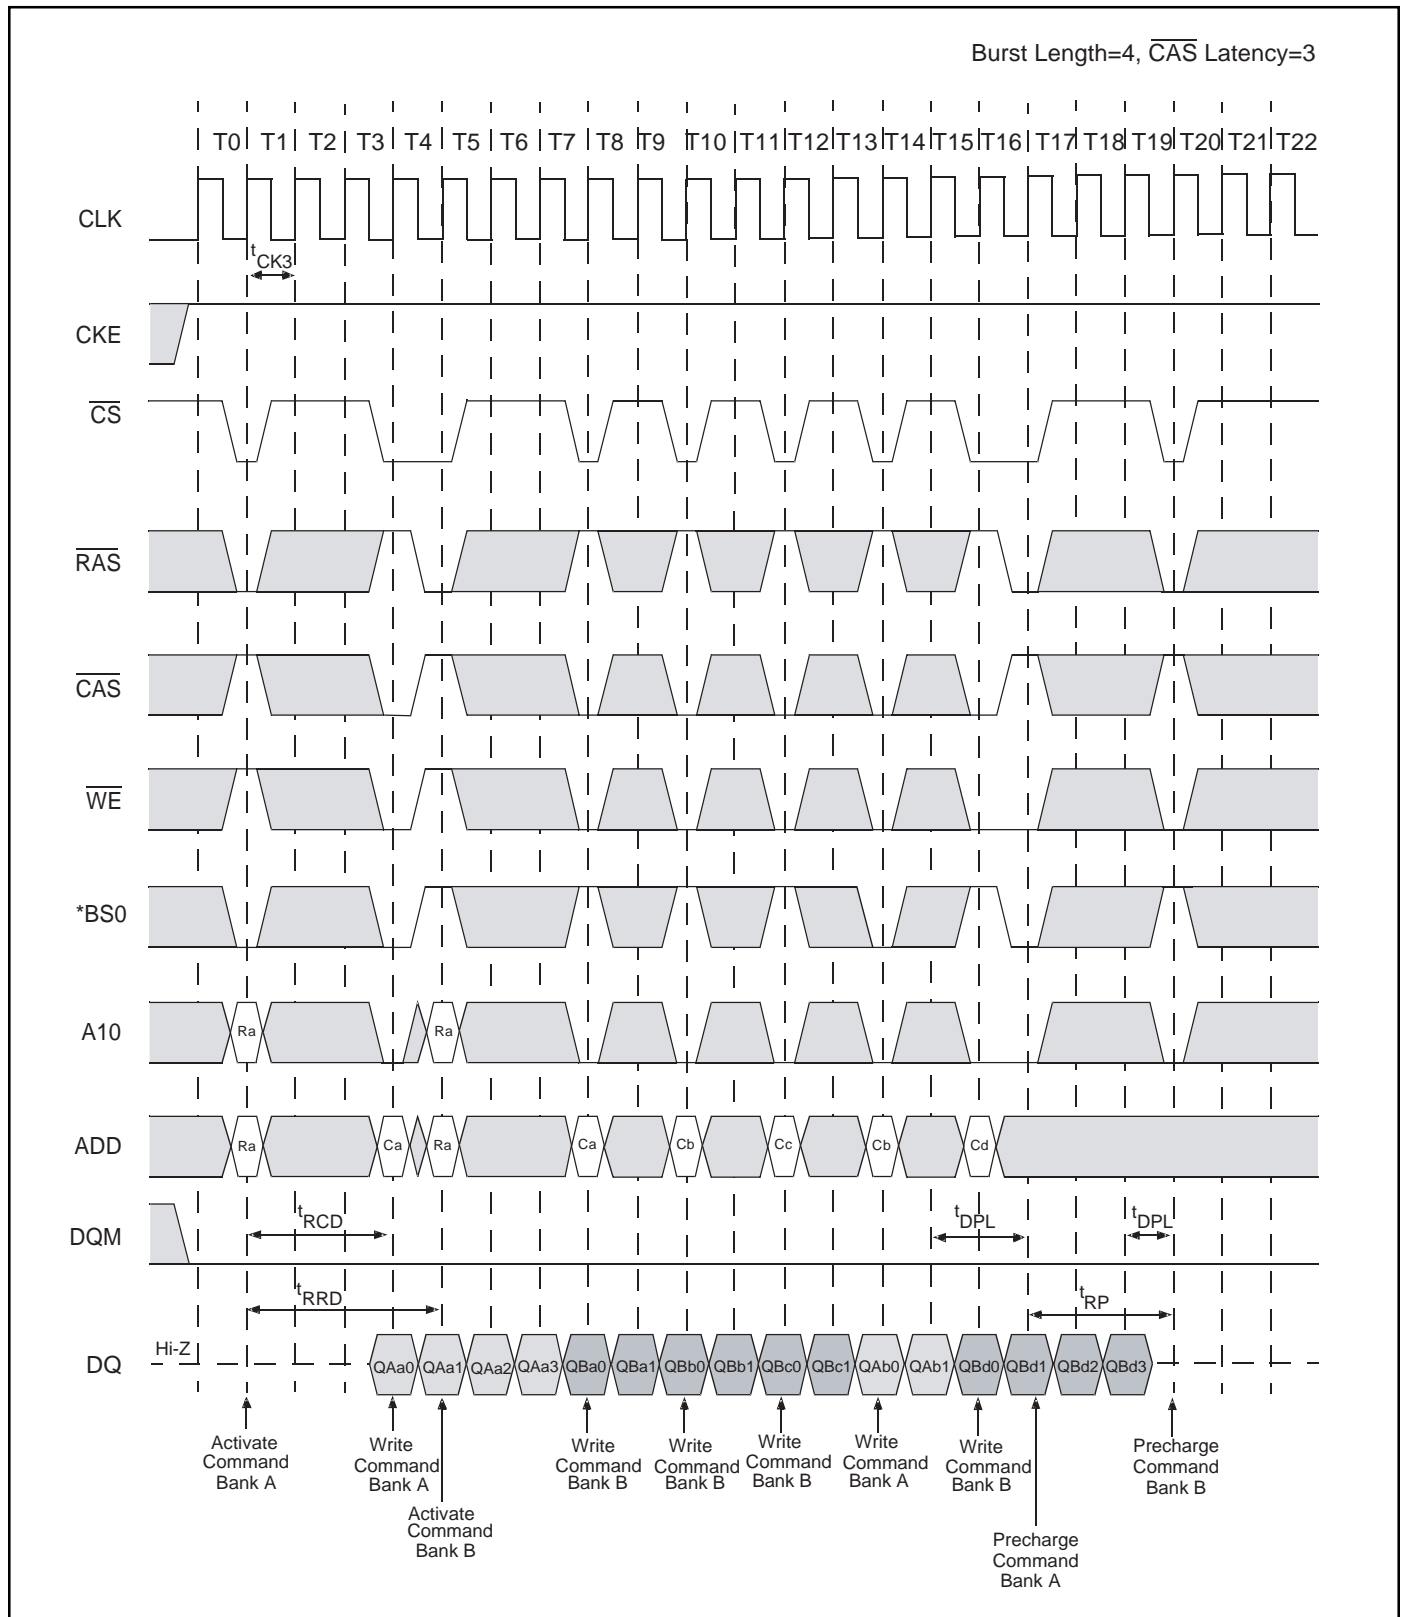 Burst Length=4, CAS Latency=3
T0 T1 T2 T3 T4 T5 T6 T7 T8 T9 T10 T11 T12 T13 T14 T15 T16 T17 T18 T19 T20 T21 T22
CLK
tCK3
CKE
CS
RAS
CAS
WE
*BS0
A10
Ra Ra
ADD
Ra Ca Ra Ca Cb Cc Cb Cd
DQM
tRCD tDPL tDPL
tRRD tRP
Hi-Z
DQ
QAa0 QAa1 QAa2 QAa3 QBa0 QBa1 QBb0 QBb1 QBc0 QBc1 QAb0 QAb1 QBd0 QBd1 QBd2 QBd3
Activate
Command
Bank A
Write
Command
Bank A
Activate
Command
Bank B
Write
Command
Bank B
Write
Command
Bank B
Write
Command
Bank B
Write
Command
Bank A
Write
Command
Bank B
Precharge
Command
Bank A
Precharge
Command
Bank B